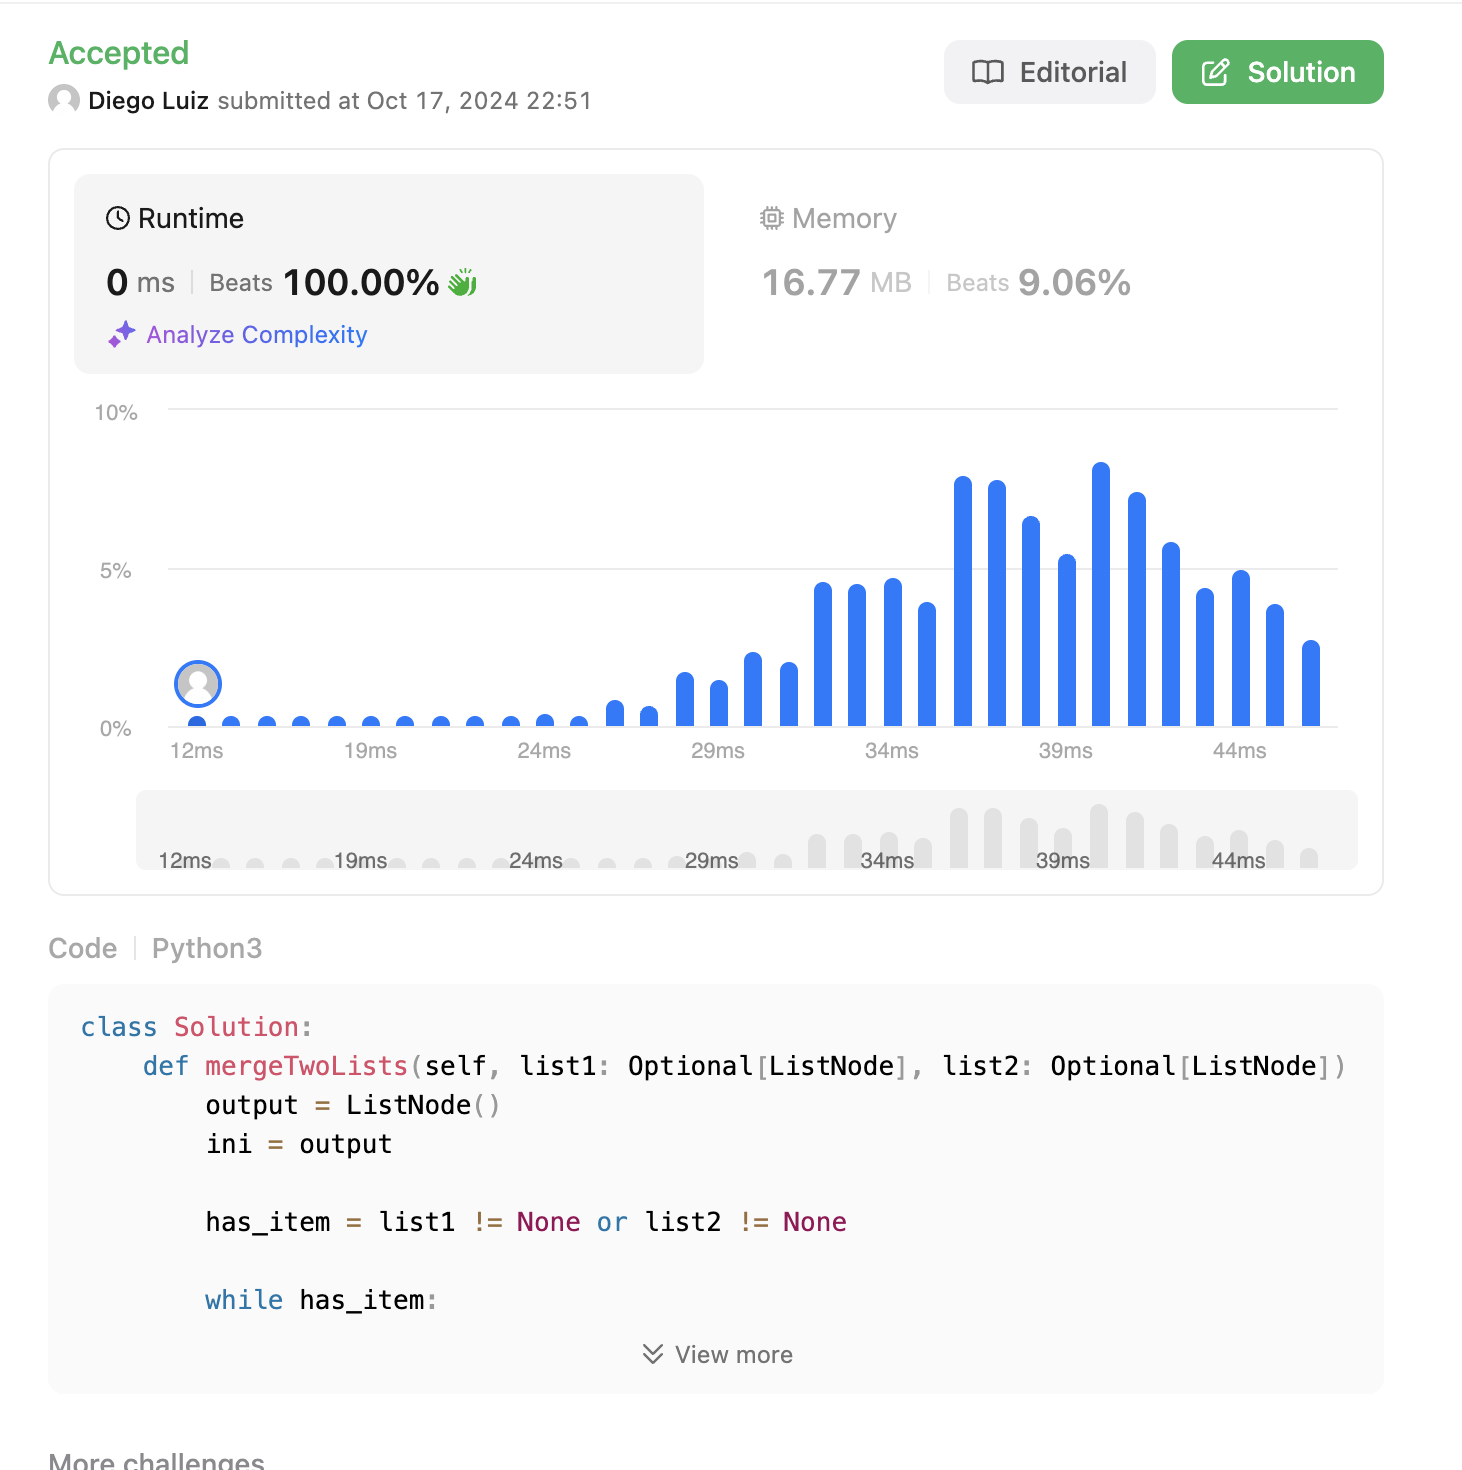 Accepted
Diego Luiz submitted at Oct 17, 2024 22:51
Editorial
Solution
Runtime
0 ms Beats 100.00%
Analyze Complexity
Memory
16.77 MB Beats 9.06%
10%
5%
0%
12ms 19ms 24ms 29ms 34ms 39ms 44ms
12ms 19ms 24ms 29ms 34ms 39ms 44ms
Code Python3
class Solution:
    def mergeTwoLists(self, list1: Optional[ListNode], list2: Optional[ListNode])
        output = ListNode()
        ini = output
        has_item = list1 != None or list2 != None
        while has_item:
View more
More challenges